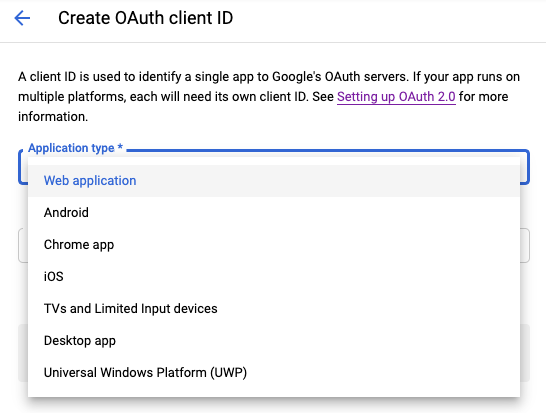 Create OAuth client ID
A client ID is used to identify a single app to Google's OAuth servers. If your app runs on
multiple platforms, each will need its own client ID. See Setting up OAuth 2.0 for more
information.
Application type *
Web application
Android
Chrome app
iOS
TVs and Limited Input devices
Desktop app
Universal Windows Platform (UWP)